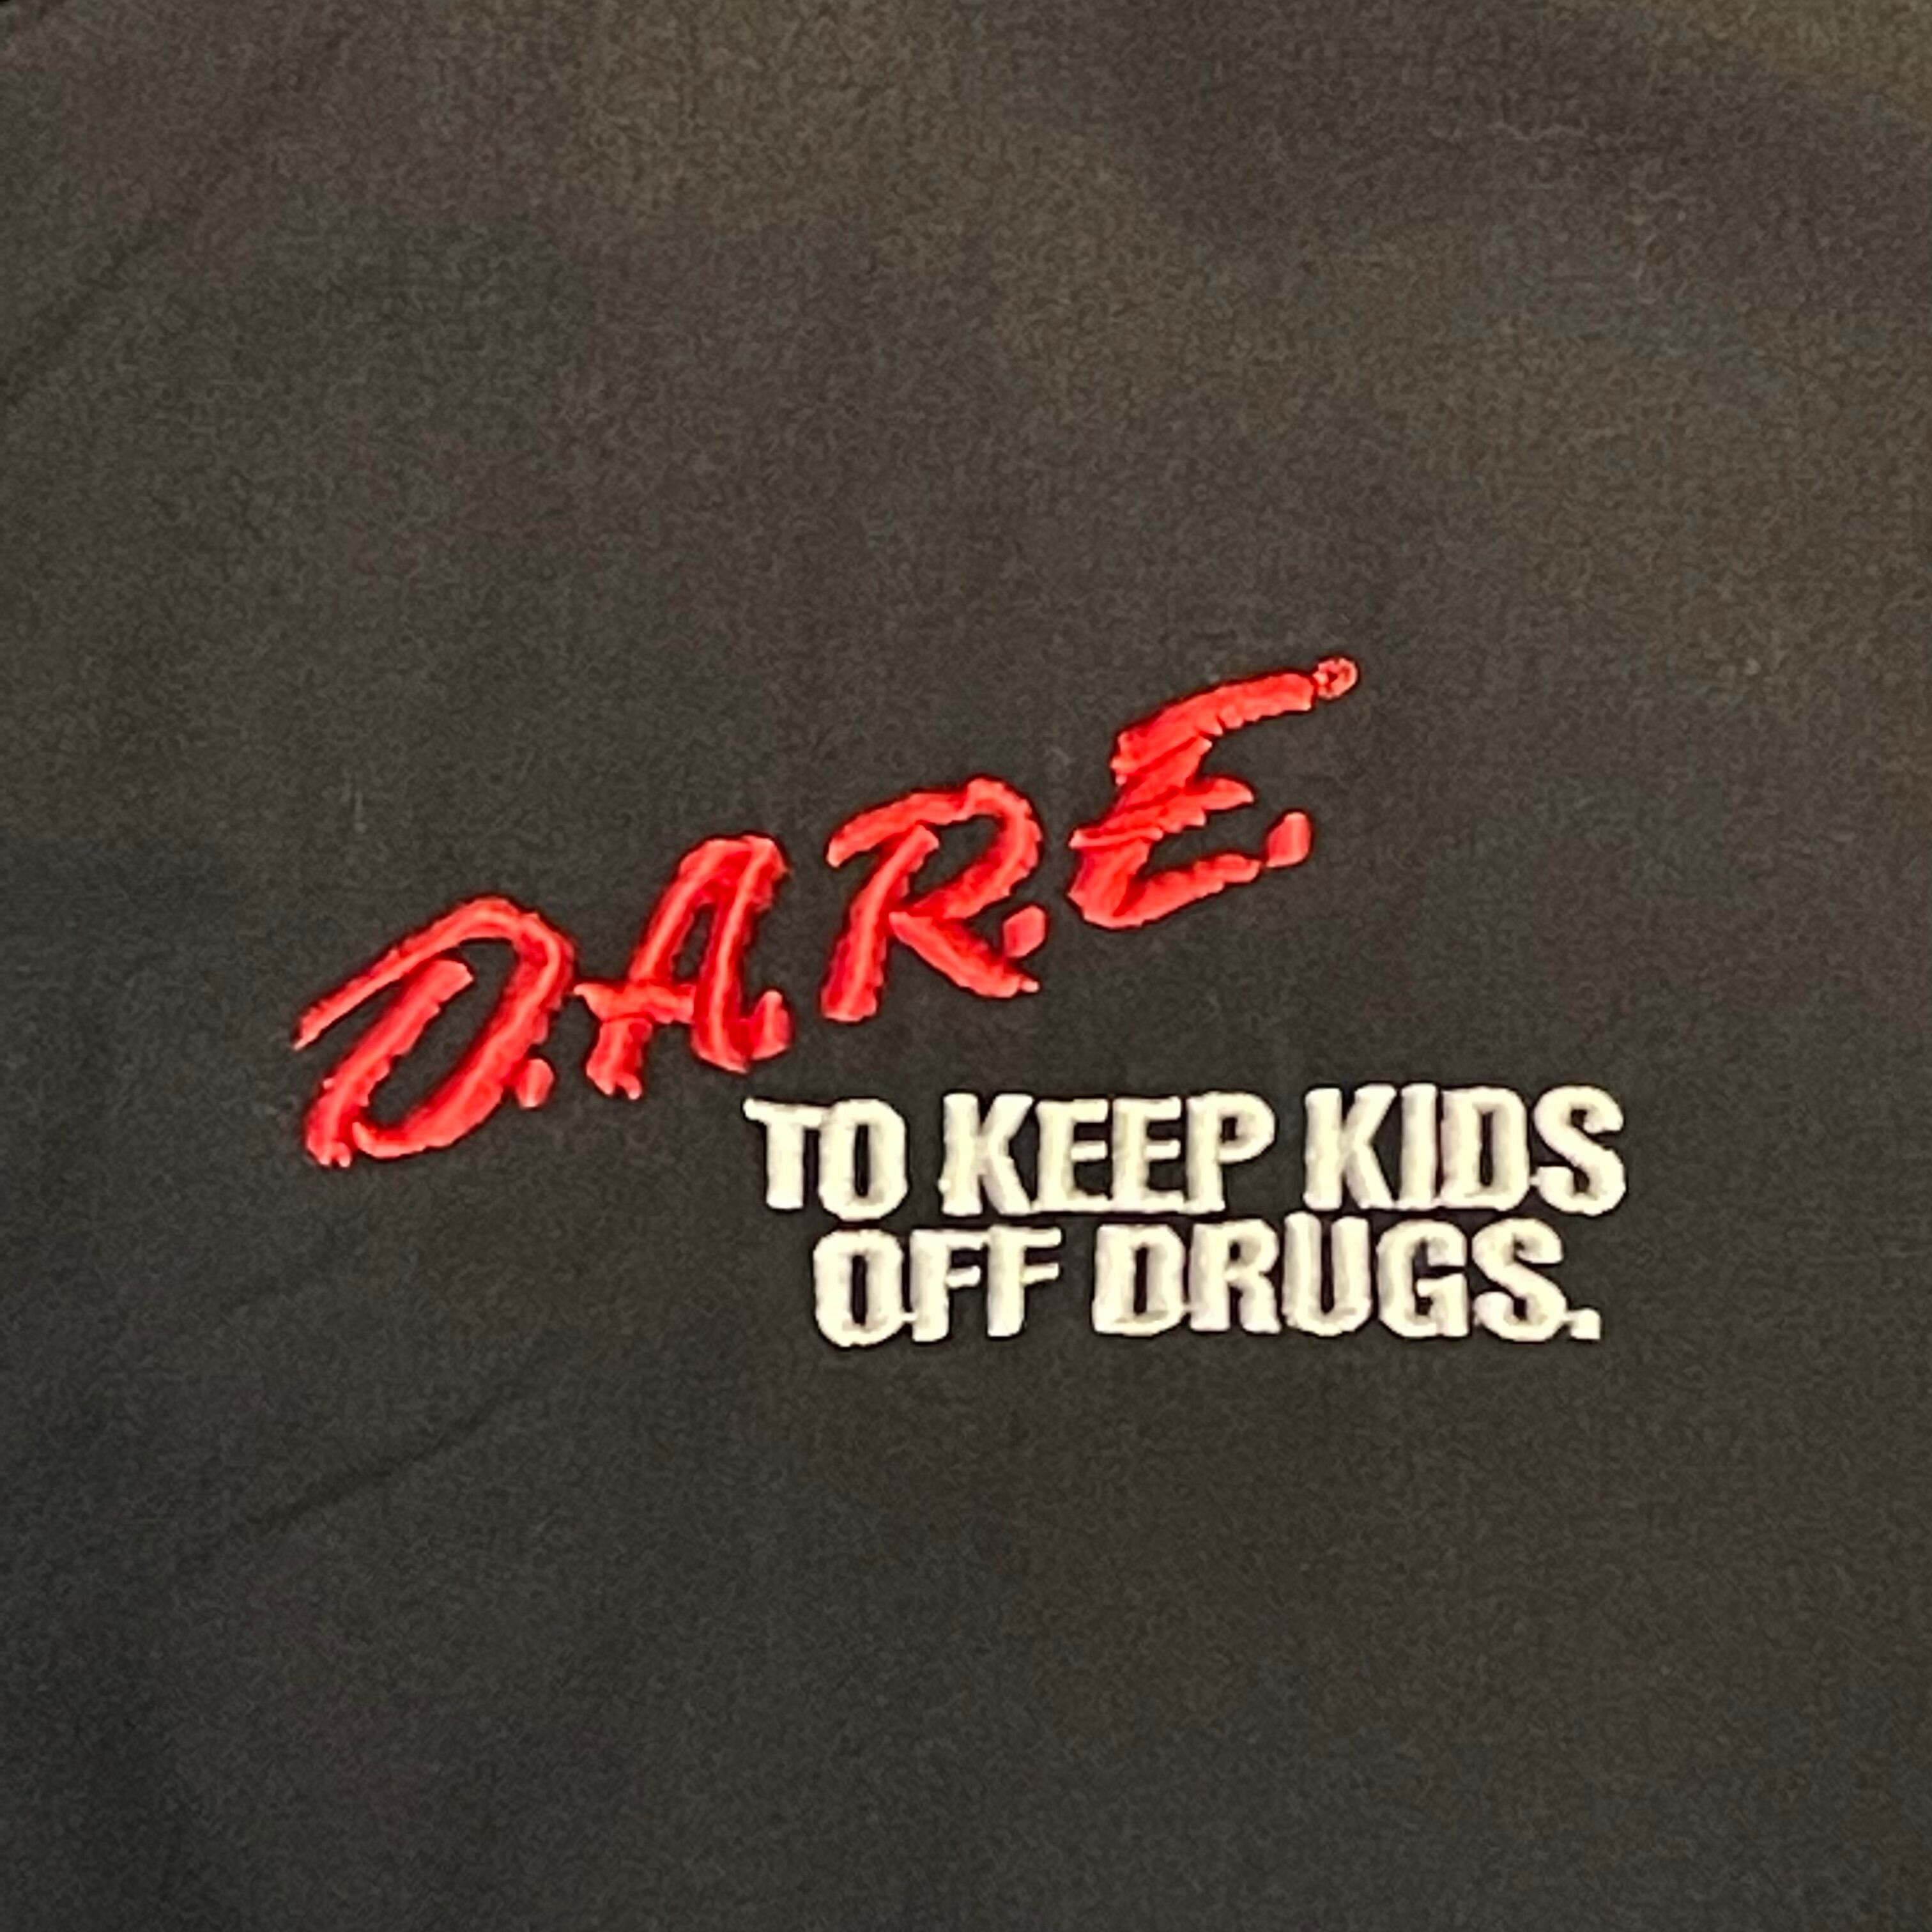 D.A.R.E.
TO KEEP KIDS
OFF DRUGS.